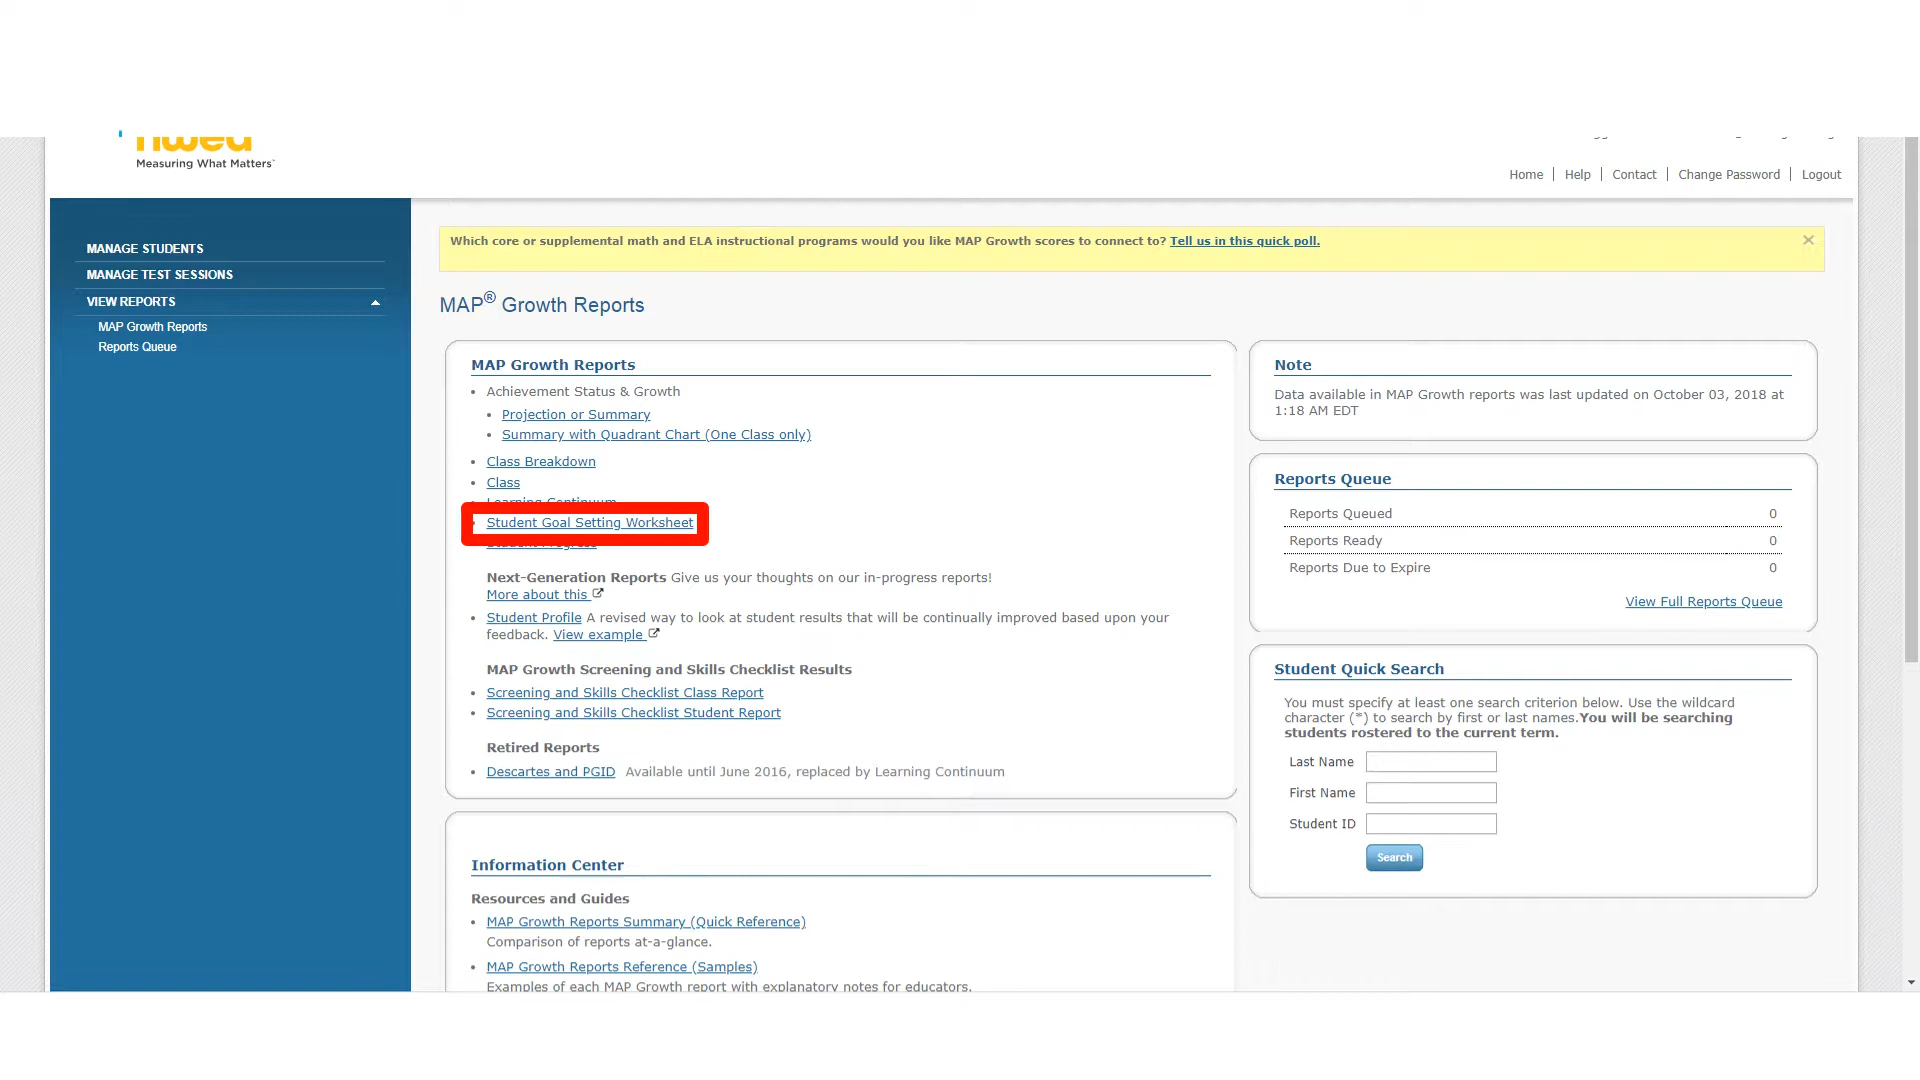 nwea
Measuring What Matters™
Home | Help | Contact | Change Password | Logout
MANAGE STUDENTS
MANAGE TEST SESSIONS
VIEW REPORTS
MAP Growth Reports
Reports Queue
Which core or supplemental math and ELA instructional programs would you like MAP Growth scores to connect to? Tell us in this quick poll.
MAP® Growth Reports
MAP Growth Reports
• Achievement Status & Growth
• Projection or Summary
• Summary with Quadrant Chart (One Class only)
• Class Breakdown
• Class
• Learning Continuum
• Student Goal Setting Worksheet
Student Progress
Next-Generation Reports Give us your thoughts on our in-progress reports!
More about this
• Student Profile A revised way to look at student results that will be continually improved based upon your
feedback. View example
MAP Growth Screening and Skills Checklist Results
• Screening and Skills Checklist Class Report
• Screening and Skills Checklist Student Report
Retired Reports
• Descartes and PGID Available until June 2016, replaced by Learning Continuum
Information Center
Resources and Guides
• MAP Growth Reports Summary (Quick Reference)
Comparison of reports at-a-glance.
• MAP Growth Reports Reference (Samples)
Examples of each MAP Growth report with explanatory notes for educators.
Note
Data available in MAP Growth reports was last updated on October 03, 2018 at
1:18 AM EDT
Reports Queue
Reports Queued 0
Reports Ready 0
Reports Due to Expire 0
View Full Reports Queue
Student Quick Search
You must specify at least one search criterion below. Use the wildcard
character (*) to search by first or last names.You will be searching
students rostered to the current term.
Last Name
First Name
Student ID
Search